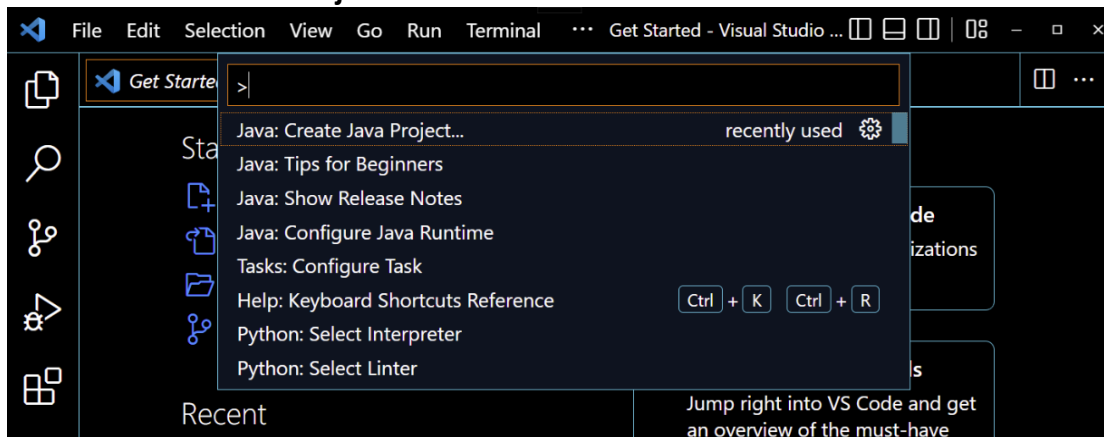 File Edit Selection View Go Run Terminal ··· Get Started - Visual Studio ...
Get Starte
>
Java: Create Java Project... recently used
Sta
Java: Tips for Beginners
Java: Show Release Notes
de
Java: Configure Java Runtime
izations
Tasks: Configure Task
Help: Keyboard Shortcuts Reference Ctrl + K Ctrl + R
Python: Select Interpreter
Python: Select Linter
ls
Recent
Jump right into VS Code and get
an overview of the must-have